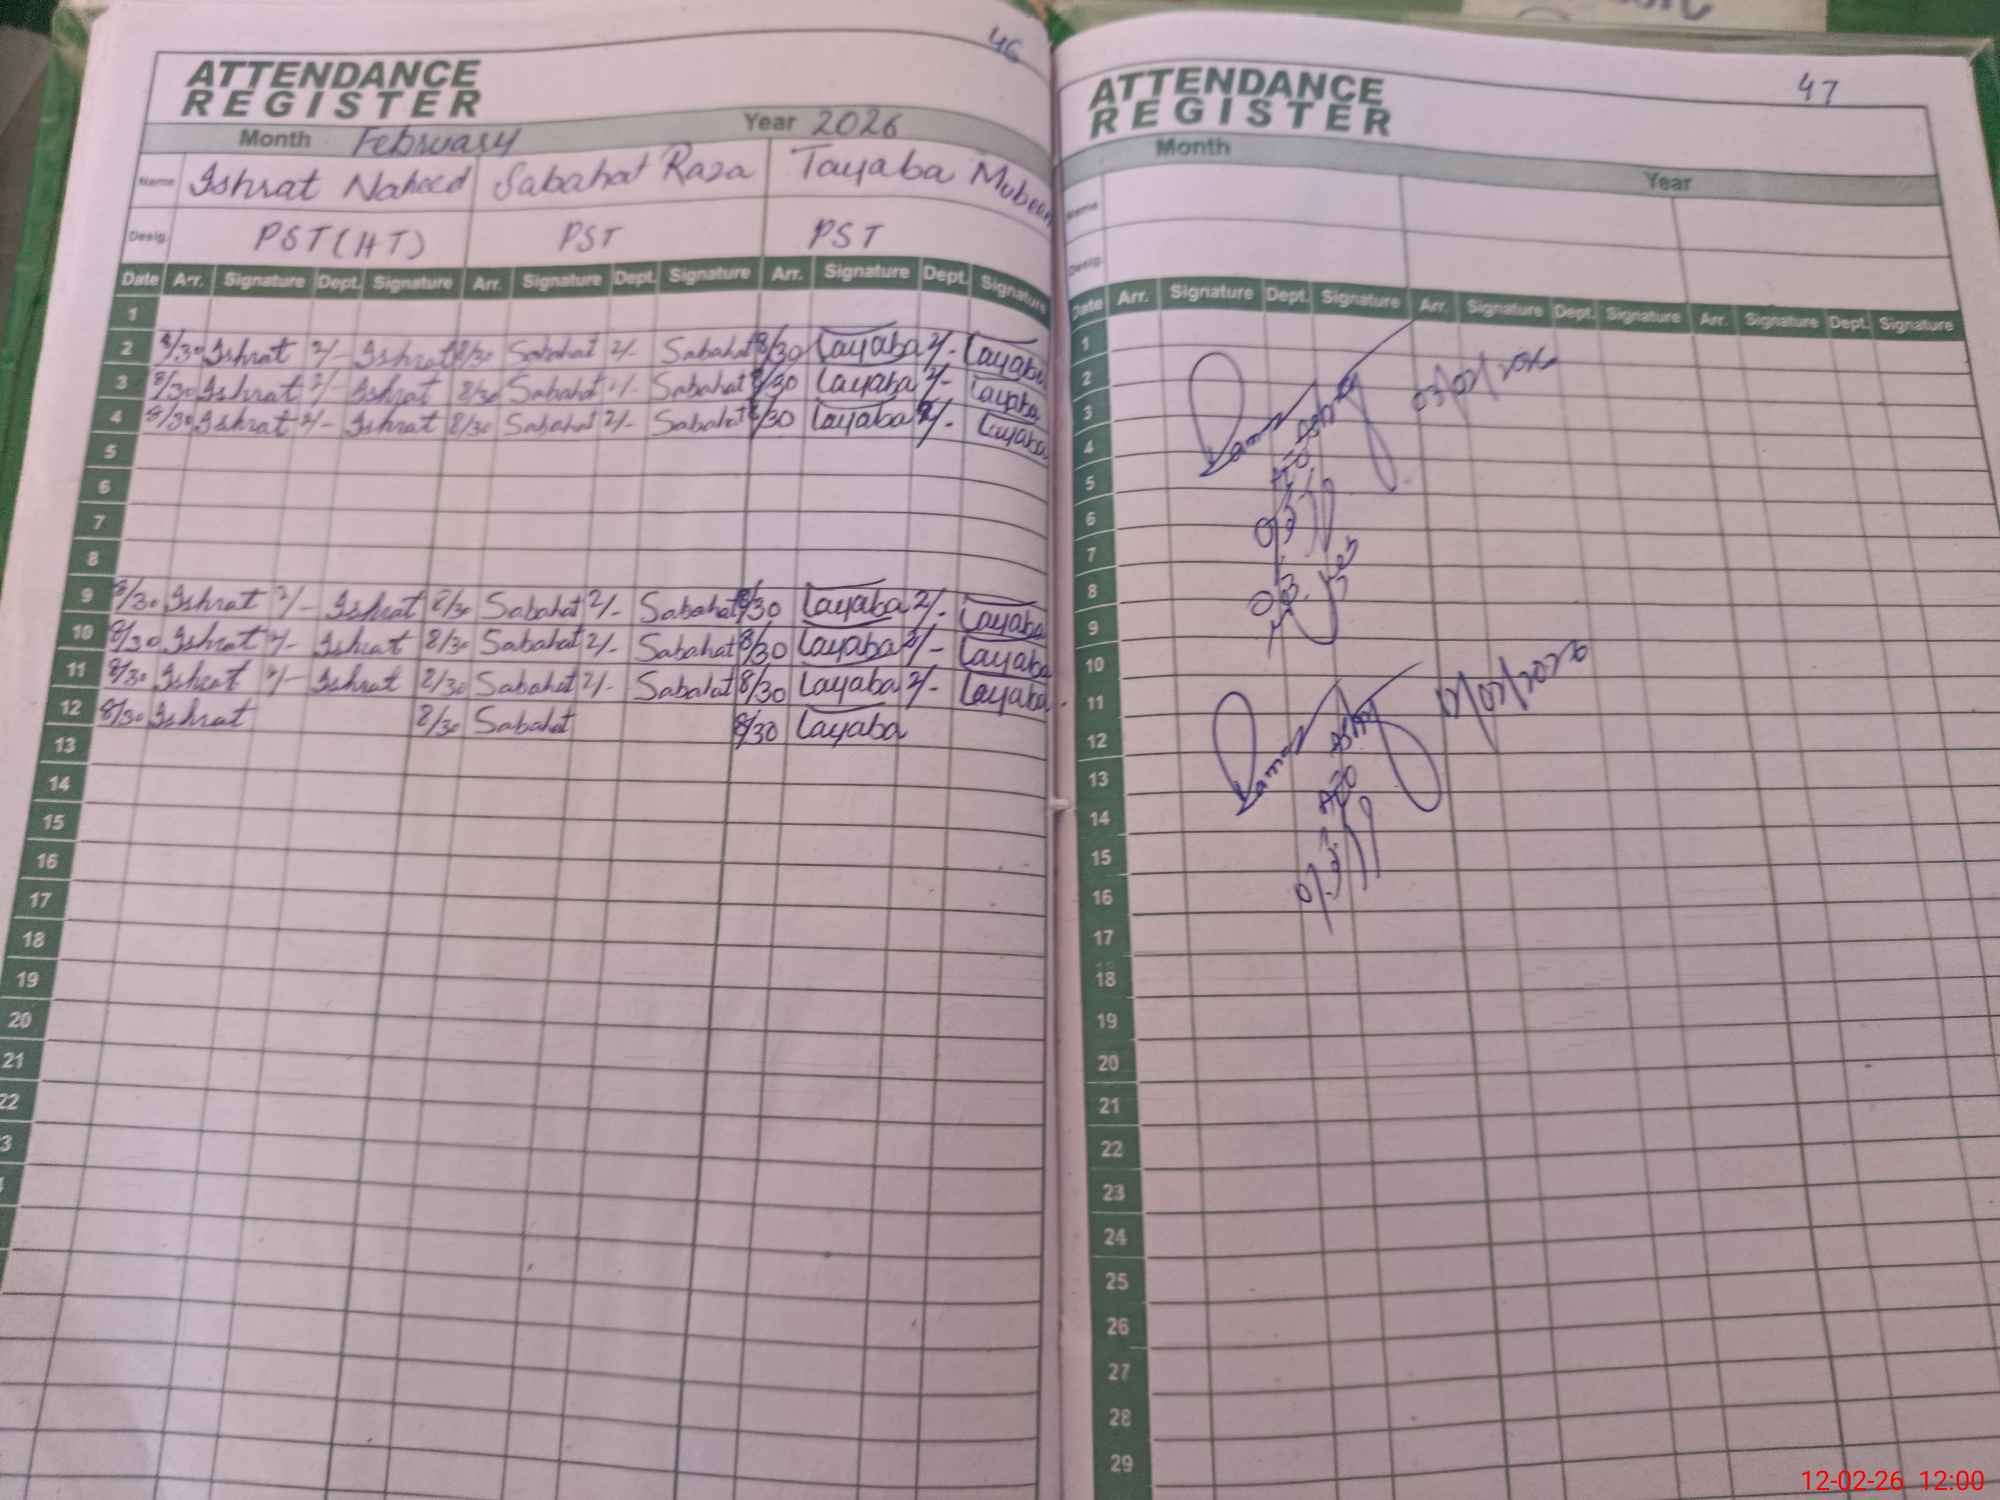 46
ATTENDANCE
REGISTER
Month February Year 2026
Name Ishrat Naheed Sabahat Raza Tayaba Mubeen
Desig. PST (HT) PST PST
Date Arr. Signature Dept. Signature Arr. Signature Dept. Signature Arr. Signature Dept. Signature
1
2 8/30 Ishrat 2/- Ishrat 8/30 Sabahat 2/- Sabahat 8/30 Tayaba 2/- Tayaba
3 8/30 Ishrat 2/- Ishrat 8/30 Sabahat 2/- Sabahat 8/30 Tayaba 2/- Tayaba
4 8/30 Ishrat 2/- Ishrat 8/30 Sabahat 2/- Sabahat 8/30 Tayaba 2/- Tayaba
5
6
7
8
9 8/30 Ishrat 2/- Ishrat 8/30 Sabahat 2/- Sabahat 8/30 Tayaba 2/- Tayaba
10 8/30 Ishrat 2/- Ishrat 8/30 Sabahat 2/- Sabahat 8/30 Tayaba 2/- Tayaba
11 8/30 Ishrat 2/- Ishrat 8/30 Sabahat 2/- Sabahat 8/30 Tayaba 2/- Tayaba
12 8/30 Ishrat 8/30 Sabahat 8/30 Tayaba
13
14
15
16
17
18
19
20
21
22
3
47
ATTENDANCE
REGISTER
Month Year
Name
Desig.
Date Arr. Signature Dept. Signature Arr. Signature Dept. Signature Arr. Signature Dept. Signature
1
2 03/02/2026
3
4
5
6
7
8
9
10
11 12/02/2026
12
13
14
15
16
17
18
19
20
21
22
23
24
25
26
27
28
29
12-02-26 12:00